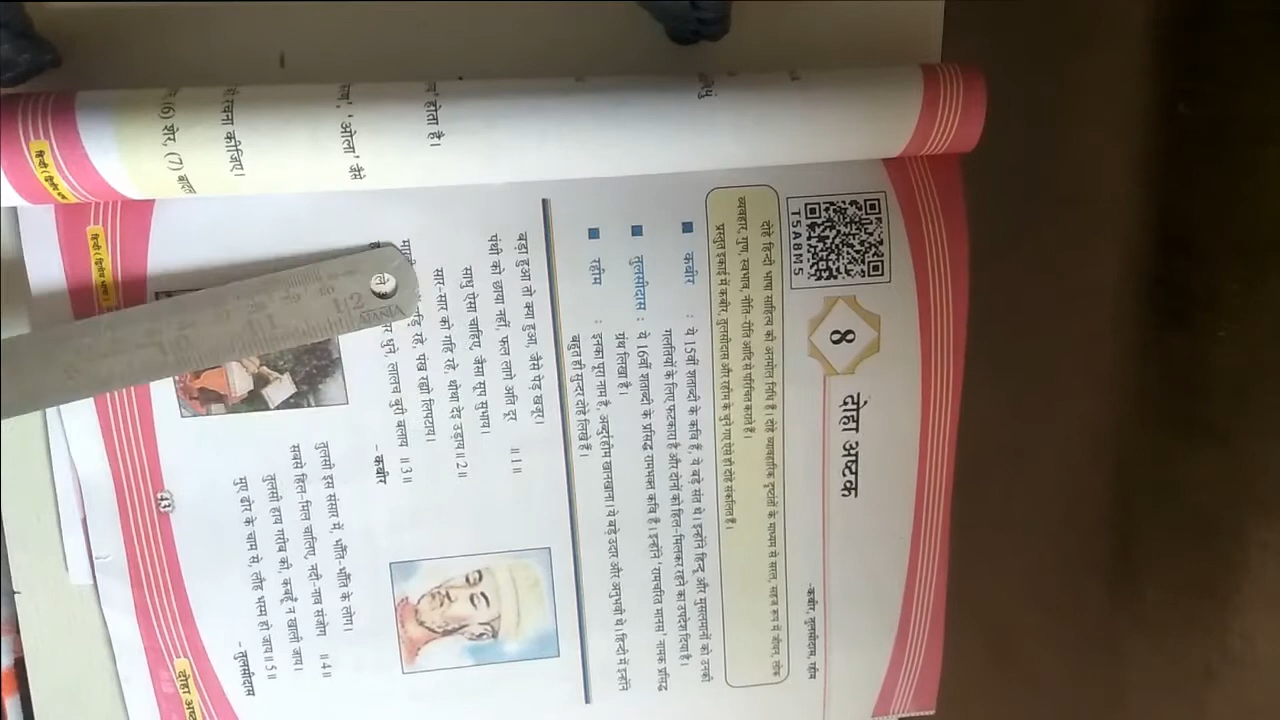 य' होता है।
, 'ओला' जैसे
रचना कीजिए।
(6) शेर, (7) बादल
हिन्दी (द्वितीय भाषा)
T5A8M5
8
दोहा अष्टक
-कबीर, तुलसीदास, रहीम
दोहे हिन्दी भाषा साहित्य की अनमोल निधि हैं। दोहे व्यावहारिक दृष्टांतों के माध्यम से सरल, सहज रूप में जीवन, लोक
व्यवहार, गुण, स्वभाव, नीति-रीति आदि से परिचित कराते हैं।
प्रस्तुत इकाई में कबीर, तुलसीदास और रहीम के चुने गए ऐसे ही दोहे संकलित हैं।
कबीर : ये 15वीं शताब्दी के कवि हैं, ये बड़े संत थे। इन्होंने हिन्दू और मुसलमानों को उनकी
गलतियों के लिए फटकारा है और दोनों को हिल-मिलकर रहने का उपदेश दिया है।
तुलसीदास : ये 16वीं शताब्दी के प्रसिद्ध रामभक्त कवि हैं। इन्होंने 'रामचरित मानस' नामक प्रसिद्ध
ग्रंथ लिखा है।
रहीम : इनका पूरा नाम है, अब्दुर्रहीम खानखाना। ये बड़े उदार और अनुभवी थे। हिन्दी में इन्होंने
बहुत ही सुन्दर दोहे लिखे हैं।
बड़ा हुआ तो क्या हुआ, जैसे पेड़ खजूर।
पंथी को छाया नहीं, फल लागे अति दूर ॥1॥
साधु ऐसा चाहिए, जैसा सूप सुभाय।
सार-सार को गहि रहे, थोथा देइ उड़ाय॥2॥
रहे, पंख रह्यो लिपटाय।
धुने, लालच बुरी बलाय ॥3॥
- कबीर
तुलसी इस संसार में, भाँति-भाँति के लोग।
सबसे हिल-मिल चालिए, नदी-नाव संजोग ॥4॥
तुलसी हाय गरीब की, कबहूँ न खाली जाय।
मुए ढोर के चाम से, लौह भस्म हो जाय॥5॥
- तुलसीदास
हिन्दी (द्वितीय भाषा)
43
दोहा अष्ट
1
12